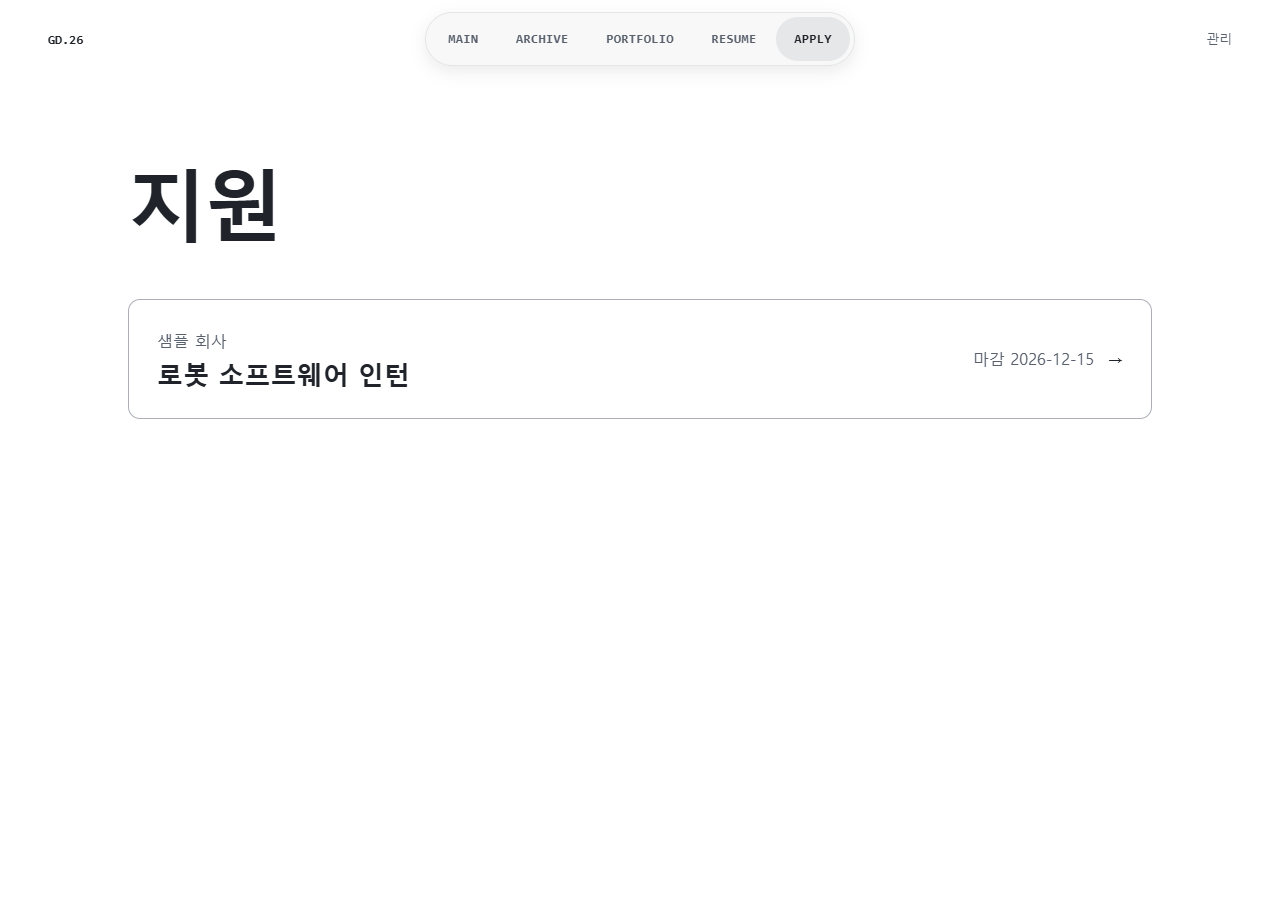 GD.26
MAIN ARCHIVE PORTFOLIO RESUME APPLY
관리
지원
샘플 회사
로봇 소프트웨어 인턴
마감 2026-12-15 →